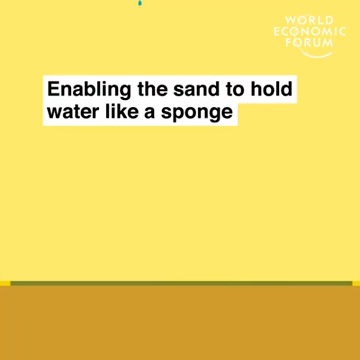 WORLD
ECONOMIC
FORUM
Enabling the sand to hold
water like a sponge